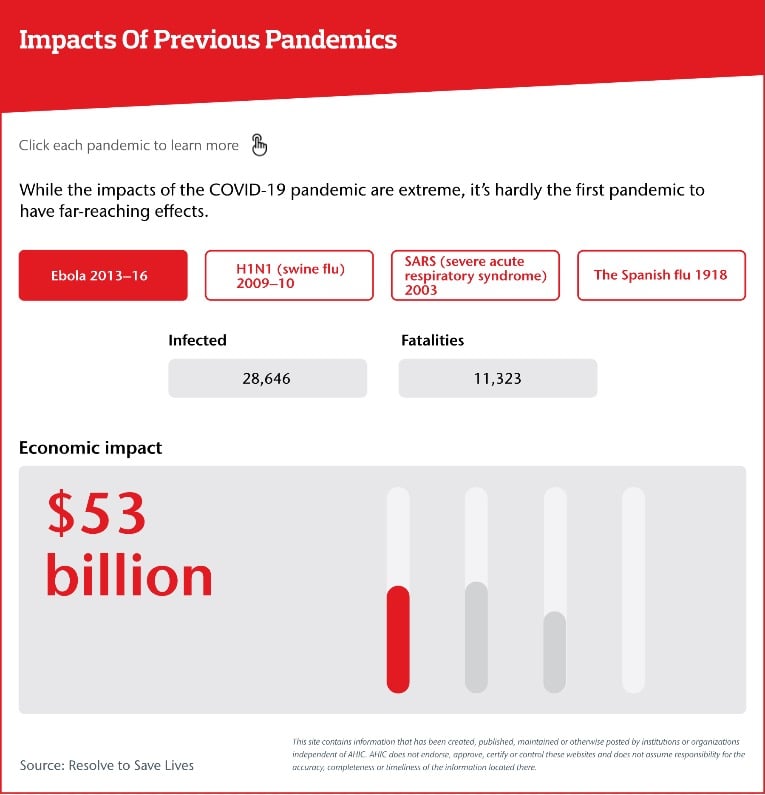 Impacts Of Previous Pandemics
Click each pandemic to learn more
While the impacts of the COVID-19 pandemic are extreme, it’s hardly the first pandemic to
have far-reaching effects.
Ebola 2013–16
H1N1 (swine flu)
2009–10
SARS (severe acute
respiratory syndrome)
2003
The Spanish flu 1918
Infected
Fatalities
28,646
11,323
Economic impact
$53
billion
This site contains information that has been created, published, maintained or otherwise posted by institutions or organizations
independent of AHIC. AHIC does not endorse, approve, certify or control these websites and does not assume responsibility for the
accuracy, completeness or timeliness of the information located there.
Source: Resolve to Save Lives